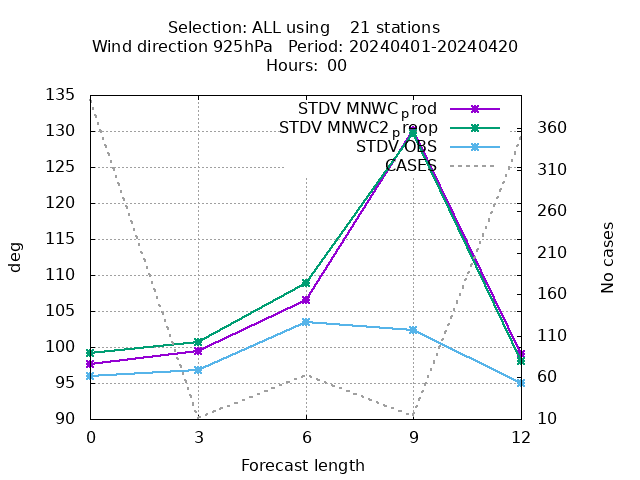 Selection: ALL using    21 stations
Wind direction 925hPa   Period: 20240401-20240420
Hours: 00
STDV MNWC_prod
STDV MNWC2_preop
STDV OBS
CASES
135
130
125
120
115
110
105
100
95
90
360
310
260
210
160
110
60
10
deg
No cases
0 3 6 9 12
Forecast length